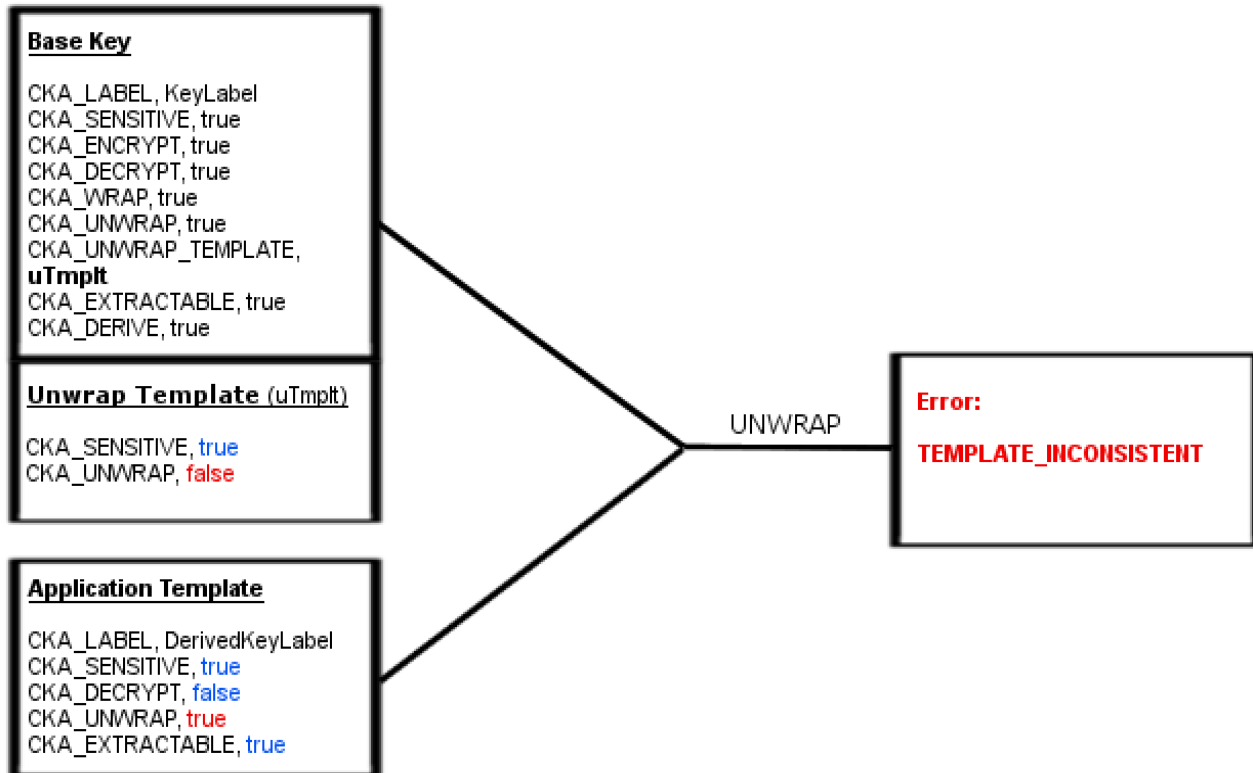 Base Key
CKA_LABEL, KeyLabel
CKA_SENSITIVE, true
CKA_ENCRYPT, true
CKA_DECRYPT, true
CKA_WRAP, true
CKA_UNWRAP, true
CKA_UNWRAP_TEMPLATE,
uTmplt
CKA_EXTRACTABLE, true
CKA_DERIVE, true
Unwrap Template (uTmplt)
CKA_SENSITIVE, true
CKA_UNWRAP, false
Application Template
CKA_LABEL, DerivedKeyLabel
CKA_SENSITIVE, true
CKA_DECRYPT, false
CKA_UNWRAP, true
CKA_EXTRACTABLE, true
UNWRAP
Error:
TEMPLATE_INCONSISTENT